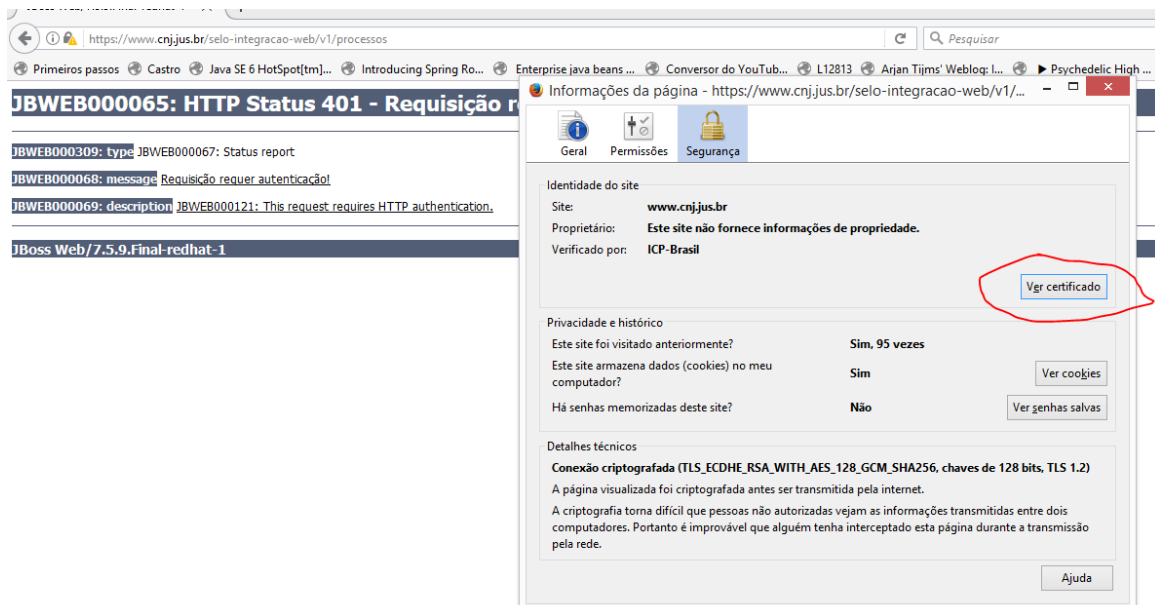 https://www.cnj.jus.br/selo-integracao-web/v1/processos
Pesquisar
Primeiros passos Castro Java SE 6 HotSpot[tm]... Introducing Spring Ro... Enterprise java beans ... Conversor do YouTub... L12813 Arjan Tijms' Weblog: I... Psychedelic High ...
JBWEB000065: HTTP Status 401 - Requisição
JBWEB000309: type JBWEB000067: Status report
JBWEB000068: message Requisição requer autenticação!
JBWEB000069: description JBWEB000121: This request requires HTTP authentication.
JBoss Web/7.5.9.Final-redhat-1
Informações da página - https://www.cnj.jus.br/selo-integracao-web/v1/...
Geral Permissões Segurança
Identidade do site
Site: www.cnj.jus.br
Proprietário: Este site não fornece informações de propriedade.
Verificado por: ICP-Brasil
Ver certificado
Privacidade e histórico
Este site foi visitado anteriormente? Sim, 95 vezes
Este site armazena dados (cookies) no meu
computador?
Sim
Ver cookies
Há senhas memorizadas deste site? Não Ver senhas salvas
Detalhes técnicos
Conexão criptografada (TLS_ECDHE_RSA_WITH_AES_128_GCM_SHA256, chaves de 128 bits, TLS 1.2)
A página visualizada foi criptografada antes ser transmitida pela internet.
A criptografia torna difícil que pessoas não autorizadas vejam as informações transmitidas entre dois
computadores. Portanto é improvável que alguém tenha interceptado esta página durante a transmissão
pela rede.
Ajuda